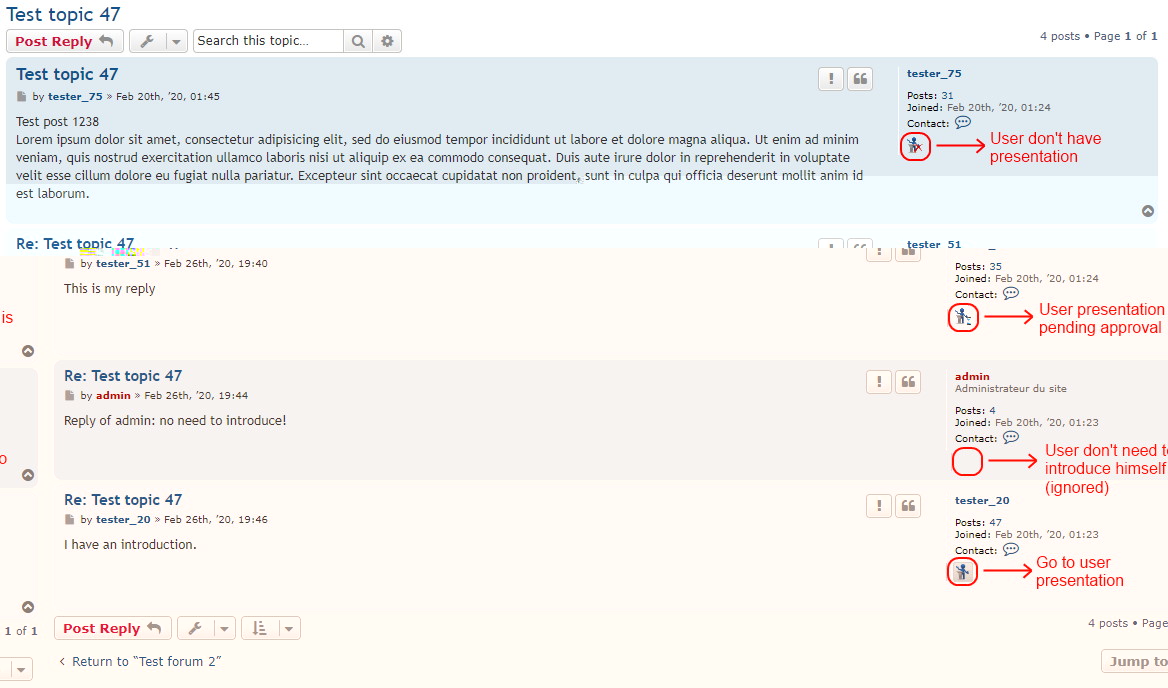 Test topic 47
Post Reply
Search this topic…
4 posts • Page 1 of 1
Test topic 47
by tester_75 » Feb 20th, ’20, 01:45
Test post 1238
Lorem ipsum dolor sit amet, consectetur adipisicing elit, sed do eiusmod tempor incididunt ut labore et dolore magna aliqua. Ut enim ad minim
veniam, quis nostrud exercitation ullamco laboris nisi ut aliquip ex ea commodo consequat. Duis aute irure dolor in reprehenderit in voluptate
velit esse cillum dolore eu fugiat nulla pariatur. Excepteur sint occaecat cupidatat non proident, sunt in culpa qui officia deserunt mollit anim id
est laborum.
tester_75
Posts: 31
Joined: Feb 20th, ’20, 01:24
Contact:
User don't have
presentation
Re: Test topic 47
by tester_51 » Feb 26th, ’20, 19:40
This is my reply
tester_51
Posts: 35
Joined: Feb 20th, ’20, 01:24
Contact:
User presentation
pending approval
is
Re: Test topic 47
by admin » Feb 26th, ’20, 19:44
Reply of admin: no need to introduce!
admin
Administrateur du site
Posts: 4
Joined: Feb 20th, ’20, 01:23
Contact:
User don't need to
introduce himself
(ignored)
o
Re: Test topic 47
by tester_20 » Feb 26th, ’20, 19:46
I have an introduction.
tester_20
Posts: 47
Joined: Feb 20th, ’20, 01:23
Contact:
Go to user
presentation
1 of 1
Post Reply
4 posts • Page
Return to “Test forum 2”
Jump to